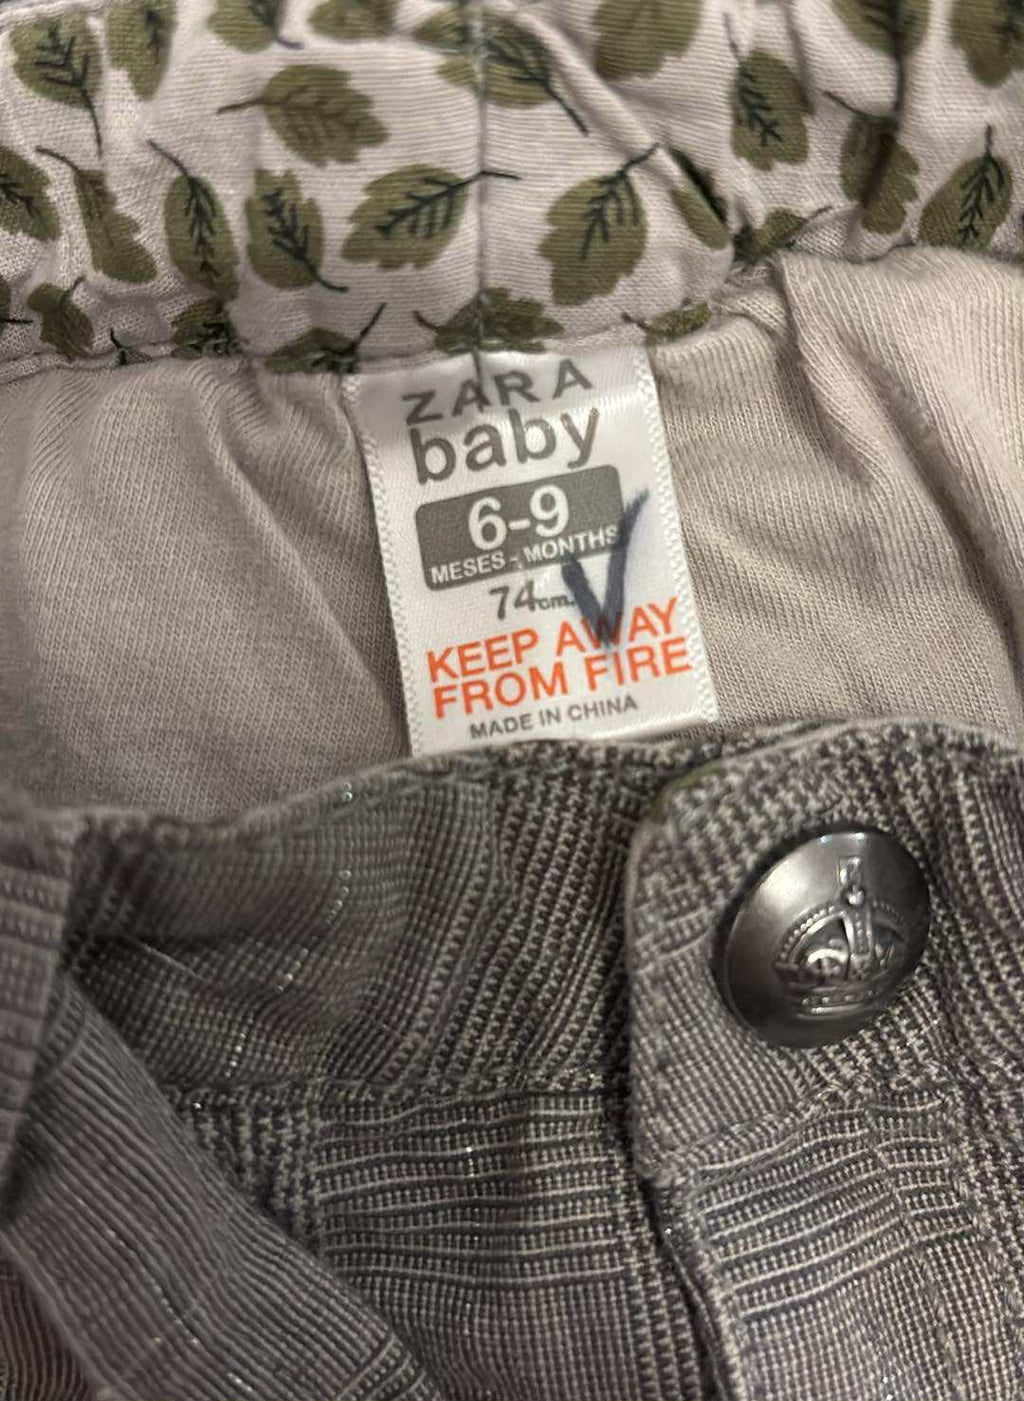 ZARA
baby
6-9
MESES - MONTHS
74cm.
V
KEEP AWAY
FROM FIRE
MADE IN CHINA